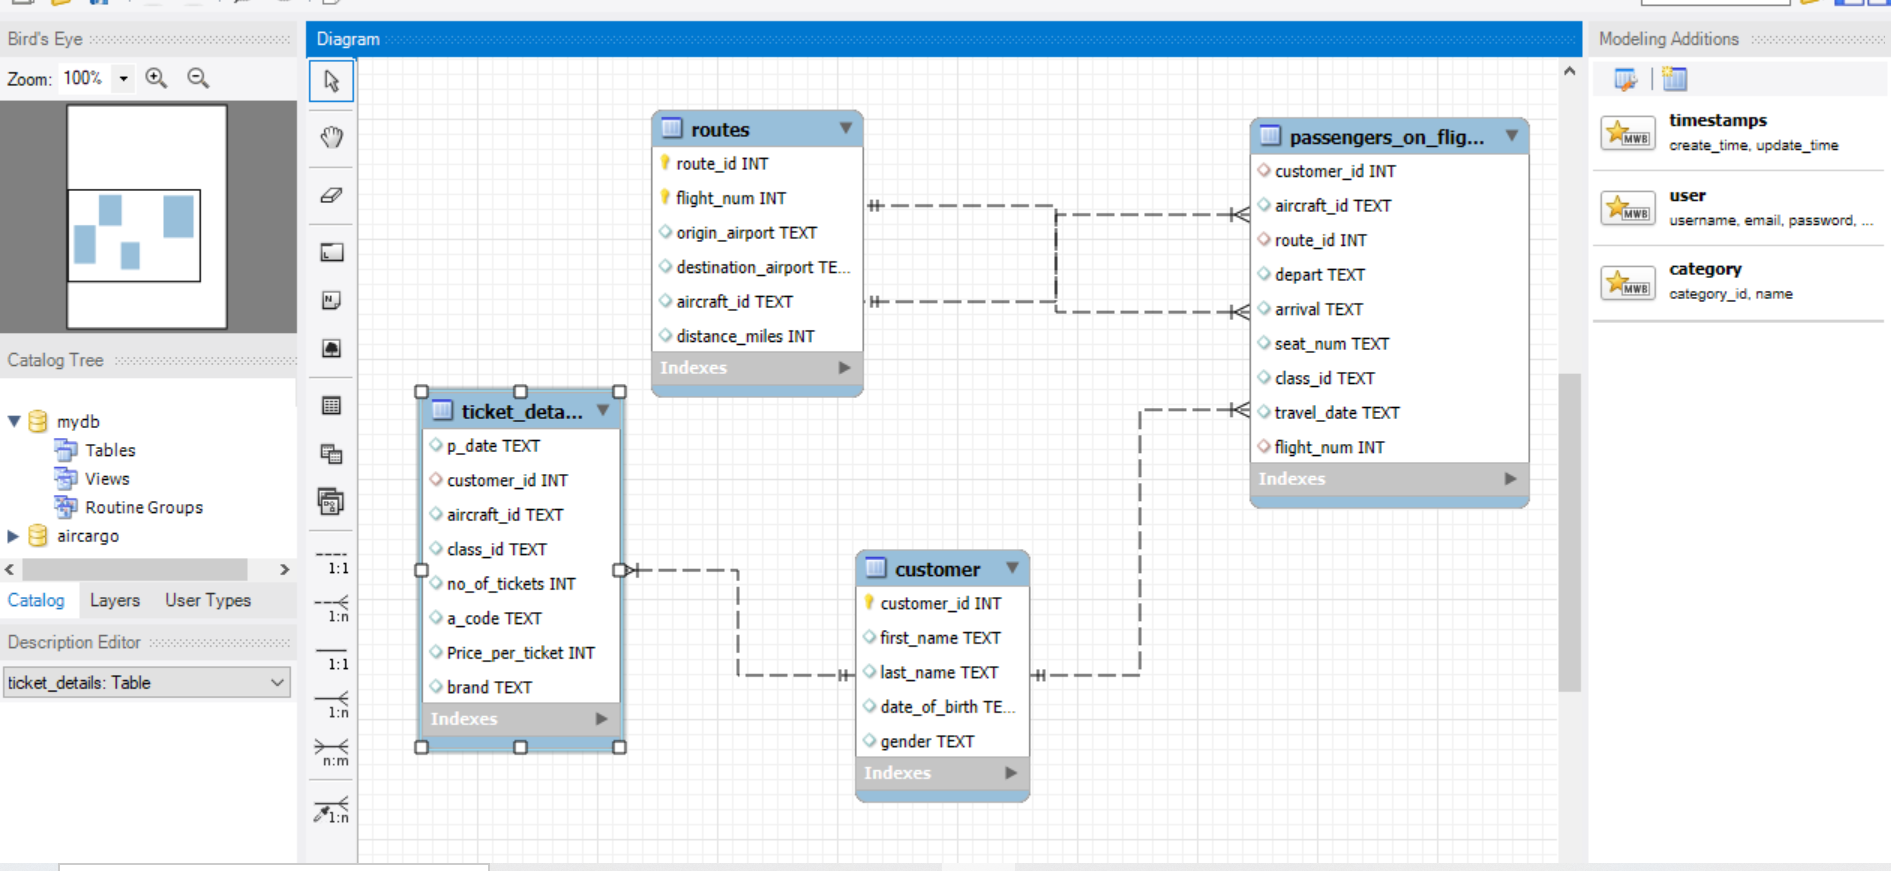 Bird's Eye
Zoom: 100%
Catalog Tree
mydb
Tables
Views
Routine Groups
aircargo
Catalog Layers User Types
Description Editor
ticket_details: Table
Diagram
1:1
1:n
1:1
1:n
n:m
1:n
routes
route_id INT
flight_num INT
origin_airport TEXT
destination_airport TE...
aircraft_id TEXT
distance_miles INT
Indexes
passengers_on_flig...
customer_id INT
aircraft_id TEXT
route_id INT
depart TEXT
arrival TEXT
seat_num TEXT
class_id TEXT
travel_date TEXT
flight_num INT
Indexes
ticket_deta...
p_date TEXT
customer_id INT
aircraft_id TEXT
class_id TEXT
no_of_tickets INT
a_code TEXT
Price_per_ticket INT
brand TEXT
Indexes
customer
customer_id INT
first_name TEXT
last_name TEXT
date_of_birth TE...
gender TEXT
Indexes
Modeling Additions
MWB
timestamps
create_time, update_time
MWB
user
username, email, password, ...
MWB
category
category_id, name